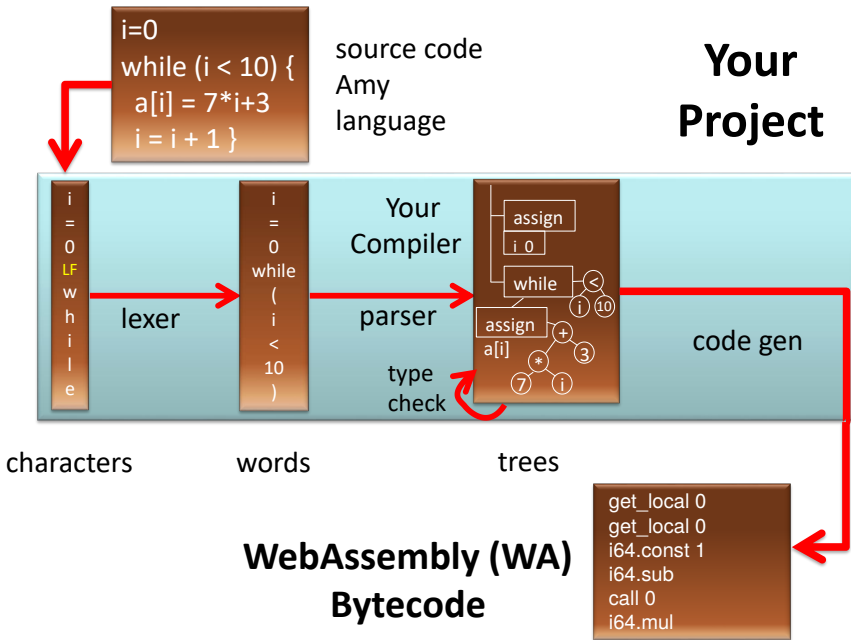 i=0
while (i < 10) {
a[i] = 7*i+3
i = i + 1 }
source code
Amy
language
Your
Project
i
=
0
LF
w
h
i
l
e
lexer
i
=
0
while
(
i
<
10
)
Your
Compiler
parser
assign
i 0
while
<
i
10
assign
a[i]
+
3
*
7
i
type
check
code gen
characters
words
trees
WebAssembly (WA)
Bytecode
get_local 0
get_local 0
i64.const 1
i64.sub
call 0
i64.mul